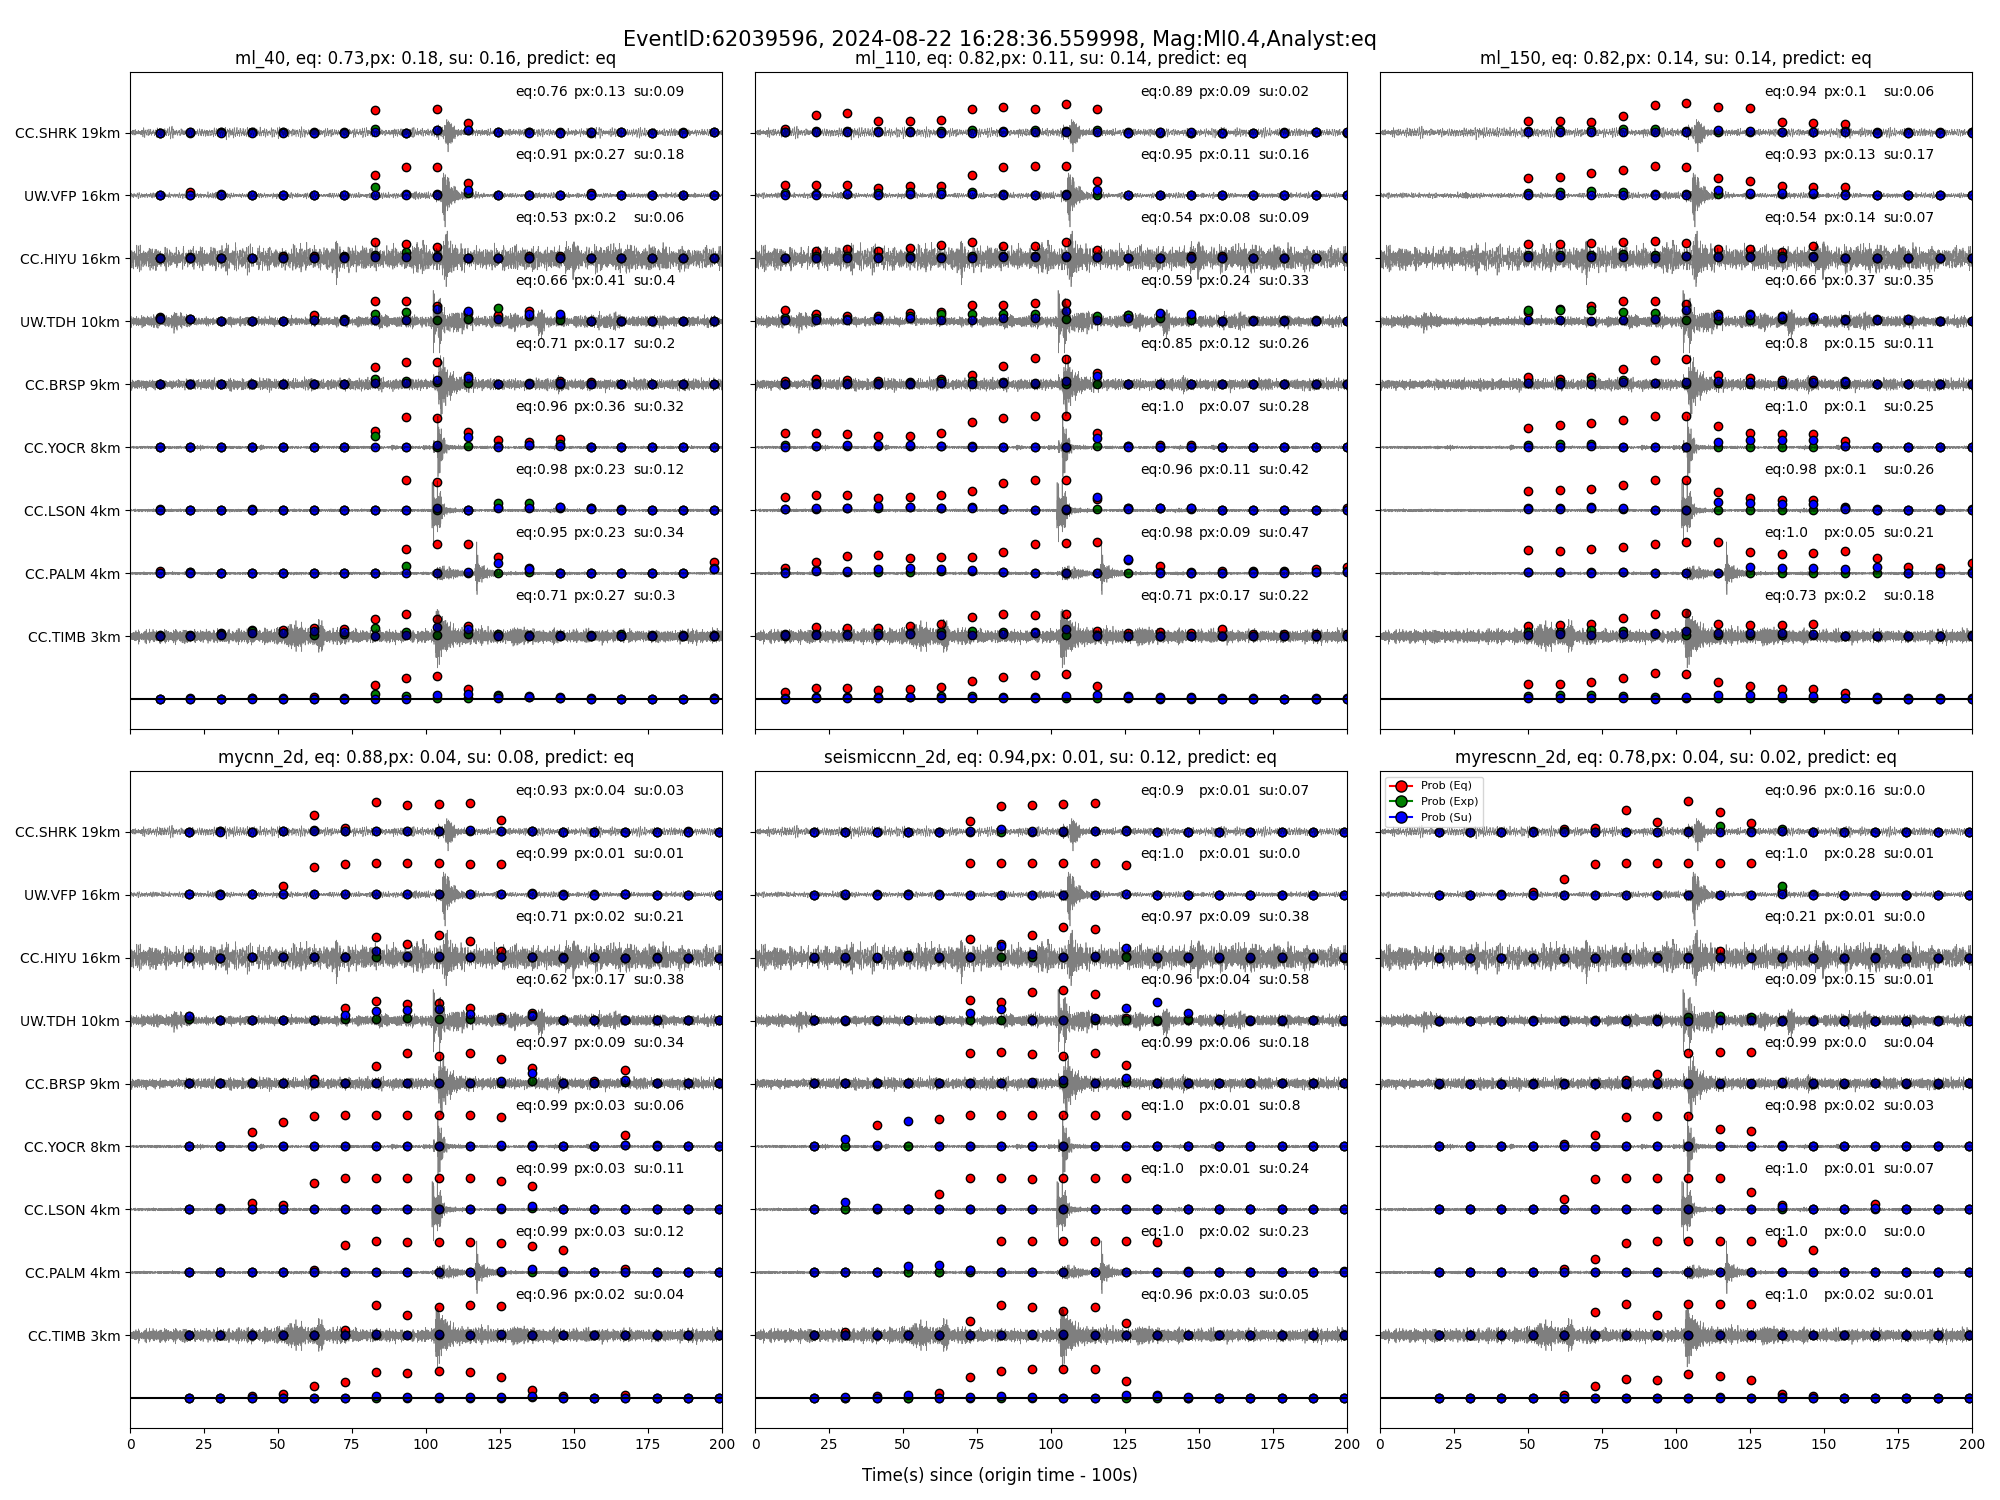 EventID:62039596, 2024-08-22 16:28:36.559998, Mag:Ml0.4,Analyst:eq
ml_40, eq: 0.73,px: 0.18, su: 0.16, predict: eq
CC.SHRK 19km
eq:0.76 px:0.13 su:0.09
UW.VFP 16km
eq:0.91 px:0.27 su:0.18
CC.HIYU 16km
eq:0.53 px:0.2 su:0.06
UW.TDH 10km
eq:0.66 px:0.41 su:0.4
CC.BRSP 9km
eq:0.71 px:0.17 su:0.2
CC.YOCR 8km
eq:0.96 px:0.36 su:0.32
CC.LSON 4km
eq:0.98 px:0.23 su:0.12
CC.PALM 4km
eq:0.95 px:0.23 su:0.34
CC.TIMB 3km
eq:0.71 px:0.27 su:0.3
ml_110, eq: 0.82,px: 0.11, su: 0.14, predict: eq
eq:0.89 px:0.09 su:0.02
eq:0.95 px:0.11 su:0.16
eq:0.54 px:0.08 su:0.09
eq:0.59 px:0.24 su:0.33
eq:0.85 px:0.12 su:0.26
eq:1.0 px:0.07 su:0.28
eq:0.96 px:0.11 su:0.42
eq:0.98 px:0.09 su:0.47
eq:0.71 px:0.17 su:0.22
ml_150, eq: 0.82,px: 0.14, su: 0.14, predict: eq
eq:0.94 px:0.1 su:0.06
eq:0.93 px:0.13 su:0.17
eq:0.54 px:0.14 su:0.07
eq:0.66 px:0.37 su:0.35
eq:0.8 px:0.15 su:0.11
eq:1.0 px:0.1 su:0.25
eq:0.98 px:0.1 su:0.26
eq:1.0 px:0.05 su:0.21
eq:0.73 px:0.2 su:0.18
mycnn_2d, eq: 0.88,px: 0.04, su: 0.08, predict: eq
CC.SHRK 19km
eq:0.93 px:0.04 su:0.03
UW.VFP 16km
eq:0.99 px:0.01 su:0.01
CC.HIYU 16km
eq:0.71 px:0.02 su:0.21
UW.TDH 10km
eq:0.62 px:0.17 su:0.38
CC.BRSP 9km
eq:0.97 px:0.09 su:0.34
CC.YOCR 8km
eq:0.99 px:0.03 su:0.06
CC.LSON 4km
eq:0.99 px:0.03 su:0.11
CC.PALM 4km
eq:0.99 px:0.03 su:0.12
CC.TIMB 3km
eq:0.96 px:0.02 su:0.04
0 25 50 75 100 125 150 175 200
seismiccnn_2d, eq: 0.94,px: 0.01, su: 0.12, predict: eq
eq:0.9 px:0.01 su:0.07
eq:1.0 px:0.01 su:0.0
eq:0.97 px:0.09 su:0.38
eq:0.96 px:0.04 su:0.58
eq:0.99 px:0.06 su:0.18
eq:1.0 px:0.01 su:0.8
eq:1.0 px:0.01 su:0.24
eq:1.0 px:0.02 su:0.23
eq:0.96 px:0.03 su:0.05
0 25 50 75 100 125 150 175 200
myrescnn_2d, eq: 0.78,px: 0.04, su: 0.02, predict: eq
Prob (Eq)
Prob (Exp)
Prob (Su)
eq:0.96 px:0.16 su:0.0
eq:1.0 px:0.28 su:0.01
eq:0.21 px:0.01 su:0.0
eq:0.09 px:0.15 su:0.01
eq:0.99 px:0.0 su:0.04
eq:0.98 px:0.02 su:0.03
eq:1.0 px:0.01 su:0.07
eq:1.0 px:0.0 su:0.0
eq:1.0 px:0.02 su:0.01
0 25 50 75 100 125 150 175 200
Time(s) since (origin time - 100s)